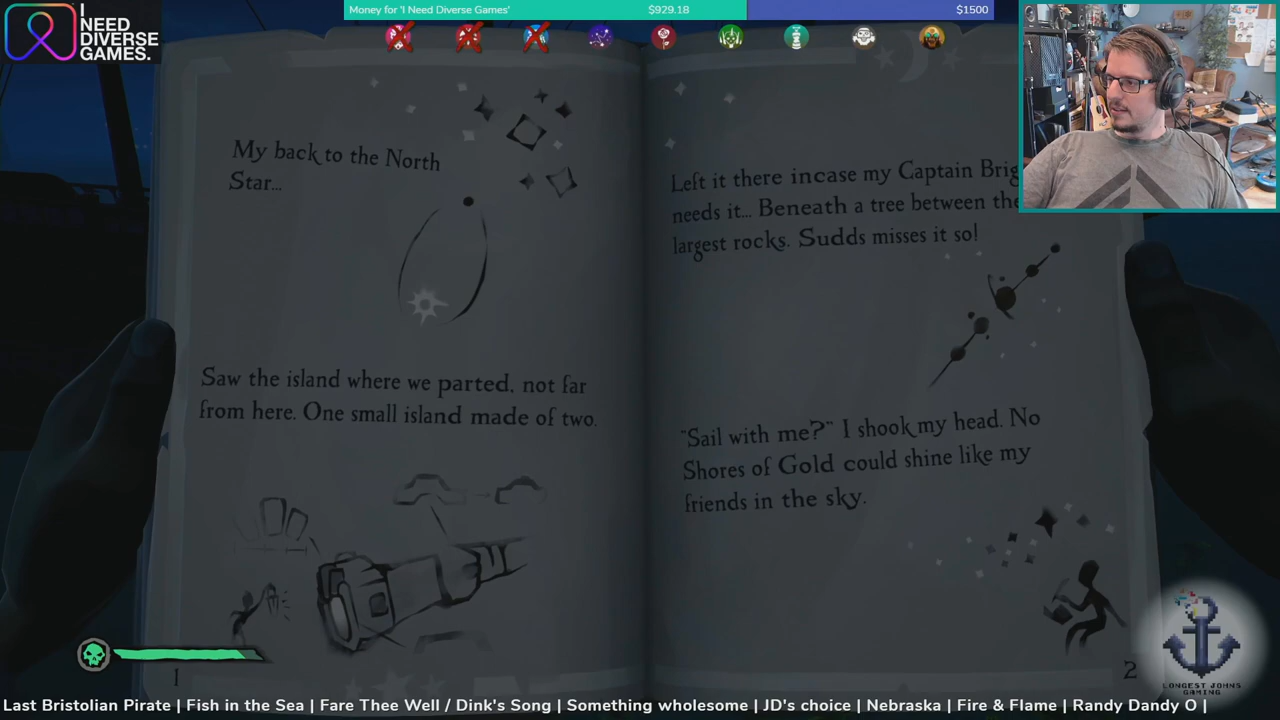 I
NEED
DIVERSE
GAMES.
Money for 'I Need Diverse Games'
$929.18
$1500
My back to the North
Star...
Saw the island where we parted, not far
from here. One small island made of two.
1
Left it there incase my Captain Brig
needs it... Beneath a tree between the
largest rocks. Sudds misses it so!
"Sail with me?" I shook my head. No
Shores of Gold could shine like my
friends in the sky.
2
LONGEST JOHNS
GAMING
Last Bristolian Pirate | Fish in the Sea | Fare Thee Well / Dink's Song | Something wholesome | JD's choice | Nebraska | Fire & Flame | Randy Dandy O |